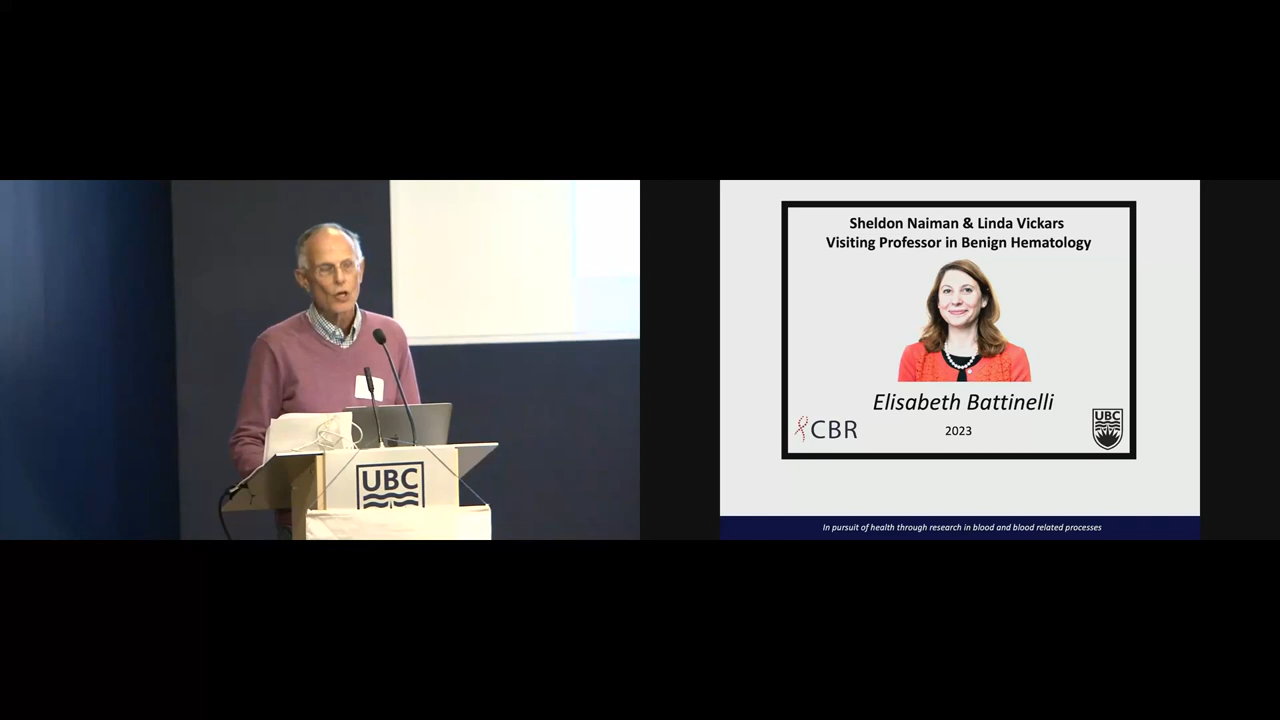 UBC
Sheldon Naiman & Linda Vickars
Visiting Professor in Benign Hematology
Elisabeth Battinelli
2023
CBR
UBC
In pursuit of health through research in blood and blood related processes